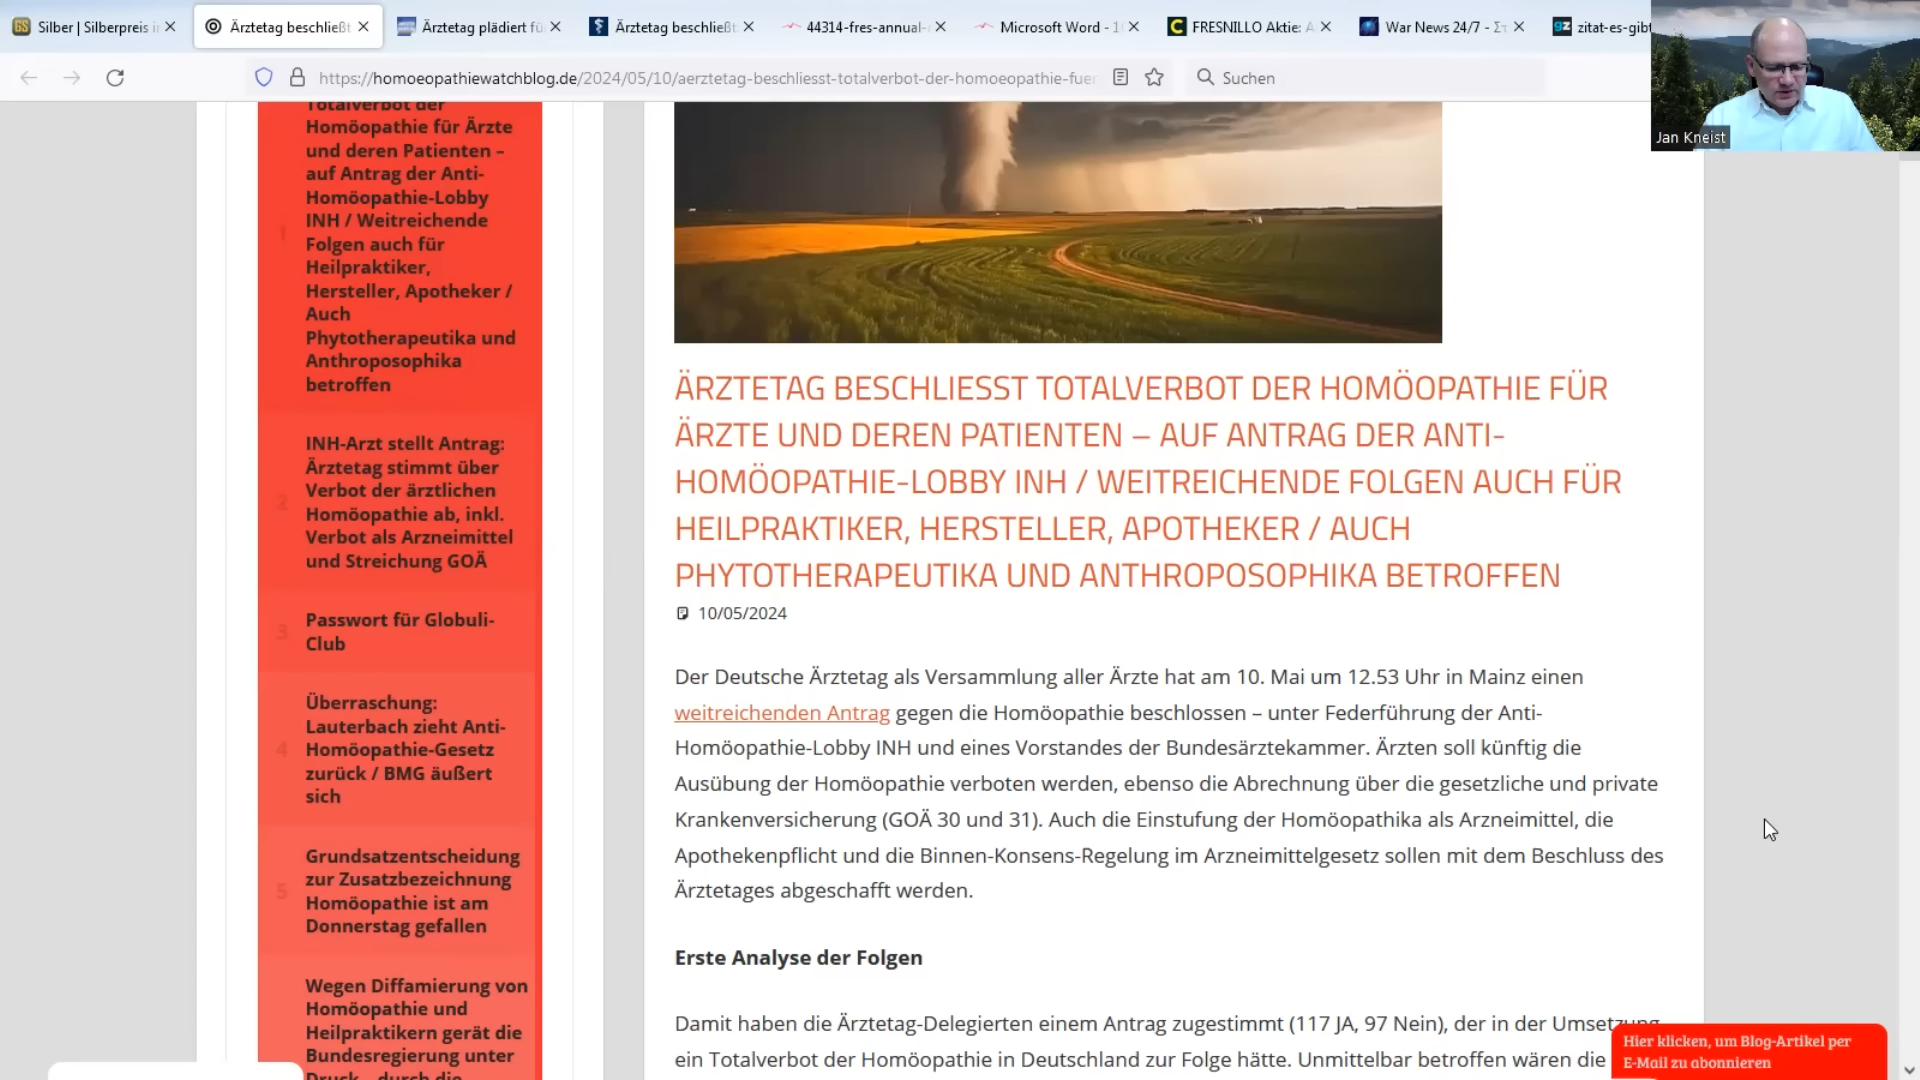 Silber | Silberpreis i
Ärztetag beschließt
Ärztetag plädiert fü
Ärztetag beschließt
44314-fres-annual-
Microsoft Word - 1
FRESNILLO Aktie: A
War News 24/7 - Στ
zitat-es-gibt
https://homoeopathiewatchblog.de/2024/05/10/aerztetag-beschliesst-totalverbot-der-homoeopathie-fuer
Suchen
Jan Kneist
Totalverbot der
Homöopathie für Ärzte
und deren Patienten –
auf Antrag der Anti-
Homöopathie-Lobby
INH / Weitreichende
1
Folgen auch für
Heilpraktiker,
Hersteller, Apotheker /
Auch
Phytotherapeutika und
Anthroposophika
betroffen
INH-Arzt stellt Antrag:
Ärztetag stimmt über
Verbot der ärztlichen
2
Homöopathie ab, inkl.
Verbot als Arzneimittel
und Streichung GOÄ
3
Passwort für Globuli-
Club
Überraschung:
Lauterbach zieht Anti-
4
Homöopathie-Gesetz
zurück / BMG äußert
sich
Grundsatzentscheidung
zur Zusatzbezeichnung
5
Homöopathie ist am
Donnerstag gefallen
Wegen Diffamierung von
Homöopathie und
Heilpraktikern gerät die
Bundesregierung unter
Druck – durch die
ÄRZTETAG BESCHLIESST TOTALVERBOT DER HOMÖOPATHIE FÜR
ÄRZTE UND DEREN PATIENTEN – AUF ANTRAG DER ANTI-
HOMÖOPATHIE-LOBBY INH / WEITREICHENDE FOLGEN AUCH FÜR
HEILPRAKTIKER, HERSTELLER, APOTHEKER / AUCH
PHYTOTHERAPEUTIKA UND ANTHROPOSOPHIKA BETROFFEN
10/05/2024
Der Deutsche Ärztetag als Versammlung aller Ärzte hat am 10. Mai um 12.53 Uhr in Mainz einen
weitreichenden Antrag gegen die Homöopathie beschlossen – unter Federführung der Anti-
Homöopathie-Lobby INH und eines Vorstandes der Bundesärztekammer. Ärzten soll künftig die
Ausübung der Homöopathie verboten werden, ebenso die Abrechnung über die gesetzliche und private
Krankenversicherung (GOÄ 30 und 31). Auch die Einstufung der Homöopathika als Arzneimittel, die
Apothekenpflicht und die Binnen-Konsens-Regelung im Arzneimittelgesetz sollen mit dem Beschluss des
Ärztetages abgeschafft werden.
Erste Analyse der Folgen
Damit haben die Ärztetag-Delegierten einem Antrag zugestimmt (117 JA, 97 Nein), der in der Umsetzung
ein Totalverbot der Homöopathie in Deutschland zur Folge hätte. Unmittelbar betroffen wären die
Hier klicken, um Blog-Artikel per
E-Mail zu abonnieren